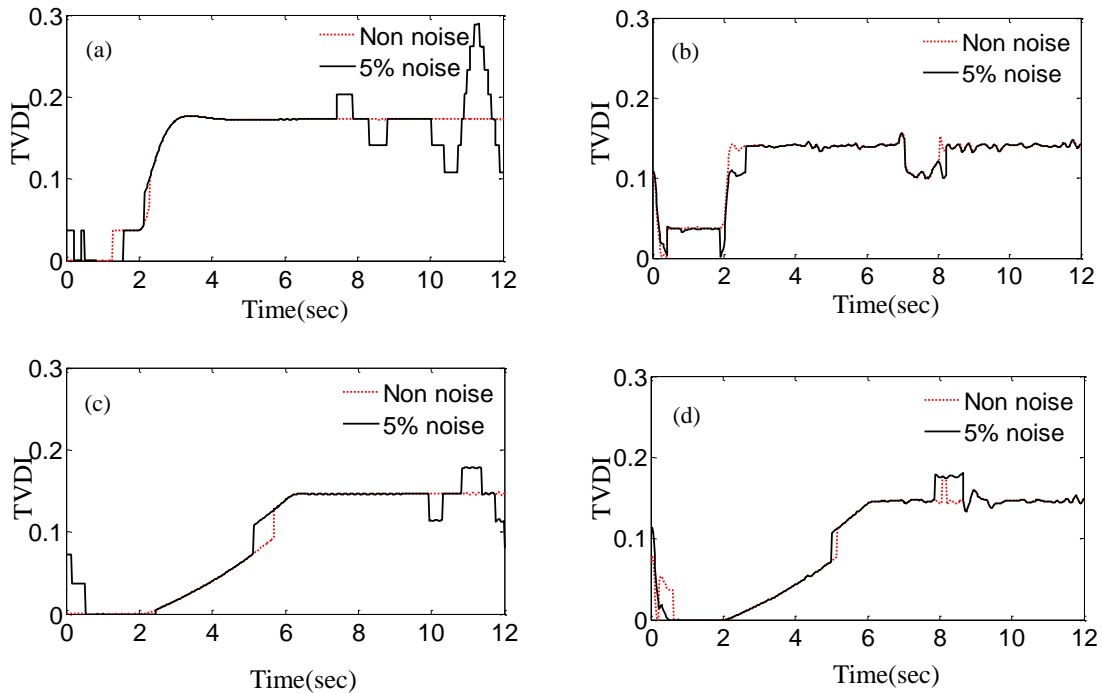 0.3
0.2
0.1
0
TVDI
(a)
Non noise
5% noise
0 2 4 6 8 10 12
Time(sec)
0.3
0.2
0.1
0
TVDI
(b)
Non noise
5% noise
0 2 4 6 8 10 12
Time(sec)
0.3
0.2
0.1
0
TVDI
(c)
Non noise
5% noise
0 2 4 6 8 10 12
Time(sec)
0.3
0.2
0.1
0
TVDI
(d)
Non noise
5% noise
0 2 4 6 8 10 12
Time(sec)